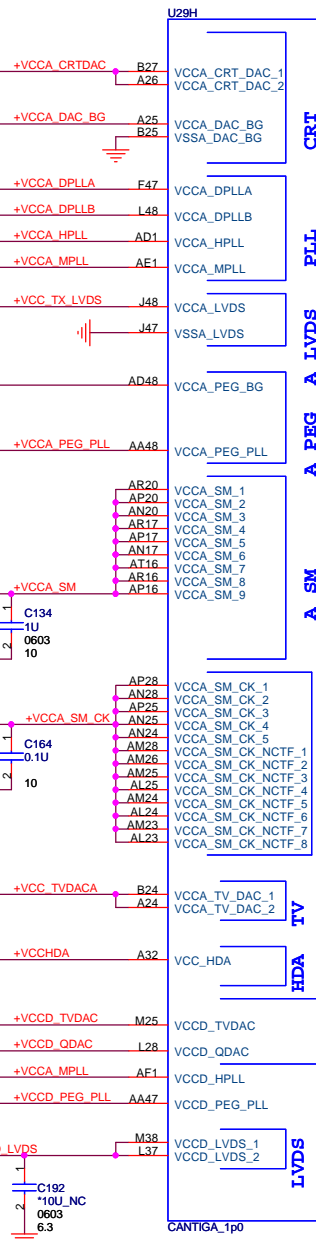 U29H
+VCCA_CRTDAC B27 VCCA_CRT_DAC_1
A26 VCCA_CRT_DAC_2
CRT
+VCCA_DAC_BG A25 VCCA_DAC_BG
B25 VSSA_DAC_BG
+VCCA_DPLLA F47 VCCA_DPLLA
+VCCA_DPLLB L48 VCCA_DPLLB
PLL
+VCCA_HPLL AD1 VCCA_HPLL
+VCCA_MPLL AE1 VCCA_MPLL
+VCC_TX_LVDS J48 VCCA_LVDS
A LVDS
J47 VSSA_LVDS
AD48 VCCA_PEG_BG
A PEG
+VCCA_PEG_PLL AA48 VCCA_PEG_PLL
AR20 VCCA_SM_1
AP20 VCCA_SM_2
AN20 VCCA_SM_3
AR17 VCCA_SM_4
AP17 VCCA_SM_5
AN17 VCCA_SM_6
AT16 VCCA_SM_7
AR16 VCCA_SM_8
+VCCA_SM AP16 VCCA_SM_9
A SM
1 C134
1U
0603
2 10
AP28 VCCA_SM_CK_1
AN28 VCCA_SM_CK_2
AP25 VCCA_SM_CK_3
+VCCA_SM_CK AN25 VCCA_SM_CK_4
AN24 VCCA_SM_CK_5
AM28 VCCA_SM_CK_NCTF_1
AM26 VCCA_SM_CK_NCTF_2
AM25 VCCA_SM_CK_NCTF_3
AL25 VCCA_SM_CK_NCTF_4
AM24 VCCA_SM_CK_NCTF_5
AL24 VCCA_SM_CK_NCTF_6
AM23 VCCA_SM_CK_NCTF_7
AL23 VCCA_SM_CK_NCTF_8
1 C164
0.1U
2 10
+VCC_TVDACA B24 VCCA_TV_DAC_1
A24 VCCA_TV_DAC_2
TV
+VCCHDA A32 VCC_HDA
HDA
+VCCD_TVDAC M25 VCCD_TVDAC
+VCCD_QDAC L28 VCCD_QDAC
+VCCA_MPLL AF1 VCCD_HPLL
+VCCD_PEG_PLL AA47 VCCD_PEG_PLL
M38 VCCD_LVDS_1
_LVDS L37 VCCD_LVDS_2
LVDS
1 C192
*10U_NC
0603
2 6.3
CANTIGA_1p0